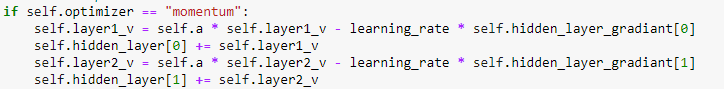 if self.optimizer == "momentum":
    self.layer1_v = self.a * self.layer1_v - learning_rate * self.hidden_layer_gradiant[0]
    self.hidden_layer[0] += self.layer1_v
    self.layer2_v = self.a * self.layer2_v - learning_rate * self.hidden_layer_gradiant[1]
    self.hidden_layer[1] += self.layer2_v